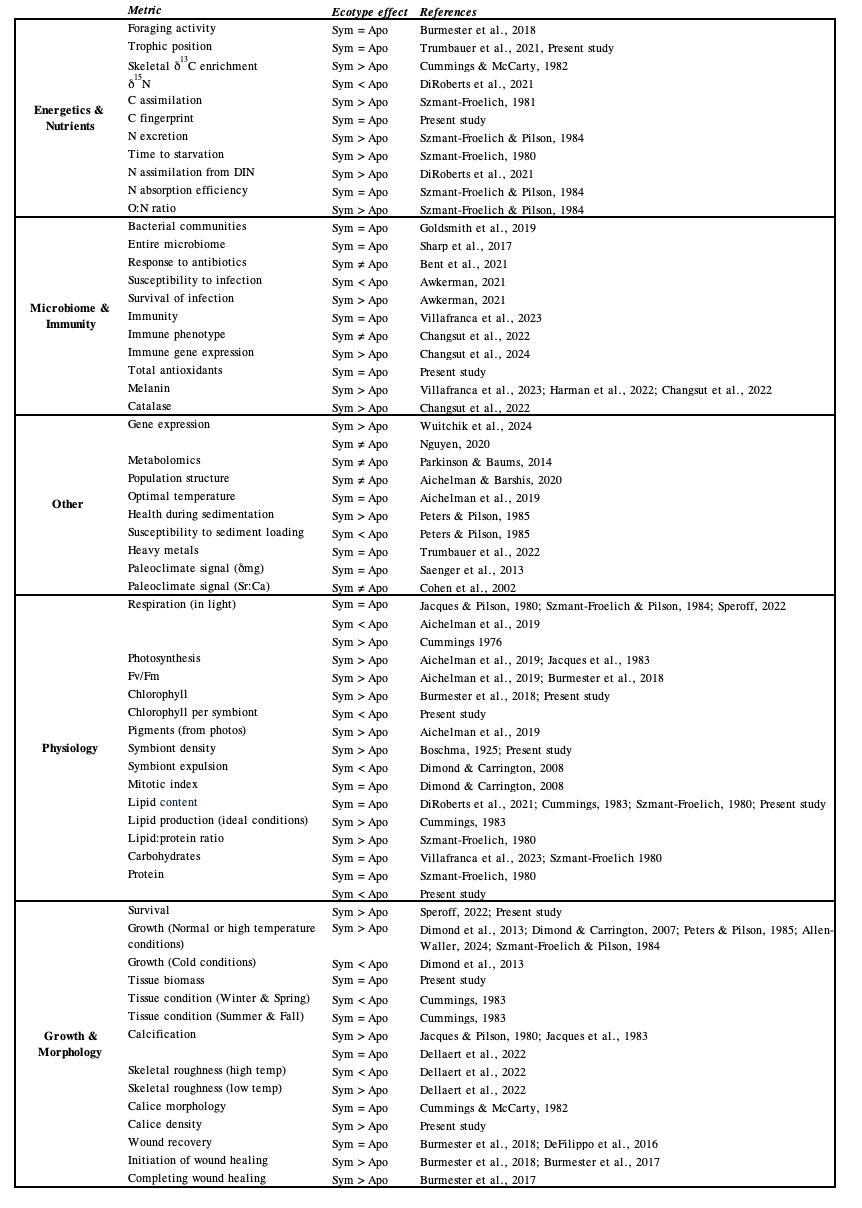 Metric Ecotype effect References
Energetics & Nutrients
Foraging activity Sym = Apo Burmester et al., 2018
Trophic position Sym = Apo Trumbauer et al., 2021, Present study
Skeletal δ13C enrichment Sym > Apo Cummings & McCarty, 1982
δ15N Sym < Apo DiRoberts et al., 2021
C assimilation Sym > Apo Szmant-Froelich, 1981
C fingerprint Sym = Apo Present study
N excretion Sym > Apo Szmant-Froelich & Pilson, 1984
Time to starvation Sym > Apo Szmant-Froelich, 1980
N assimilation from DIN Sym > Apo DiRoberts et al., 2021
N absorption efficiency Sym = Apo Szmant-Froelich & Pilson, 1984
O:N ratio Sym > Apo Szmant-Froelich & Pilson, 1984
Microbiome & Immunity
Bacterial communities Sym = Apo Goldsmith et al., 2019
Entire microbiome Sym = Apo Sharp et al., 2017
Response to antibiotics Sym ≠ Apo Bent et al., 2021
Susceptibility to infection Sym < Apo Awkerman, 2021
Survival of infection Sym > Apo Awkerman, 2021
Immunity Sym = Apo Villafranca et al., 2023
Immune phenotype Sym ≠ Apo Changsut et al., 2022
Immune gene expression Sym > Apo Changsut et al., 2024
Total antioxidants Sym = Apo Present study
Melanin Sym > Apo Villafranca et al., 2023; Harman et al., 2022; Changsut et al., 2022
Catalase Sym > Apo Changsut et al., 2022
Other
Gene expression Sym > Apo Wuitchik et al., 2024
Sym ≠ Apo Nguyen, 2020
Metabolomics Sym ≠ Apo Parkinson & Baums, 2014
Population structure Sym ≠ Apo Aichelman & Barshis, 2020
Optimal temperature Sym = Apo Aichelman et al., 2019
Health during sedimentation Sym > Apo Peters & Pilson, 1985
Susceptibility to sediment loading Sym < Apo Peters & Pilson, 1985
Heavy metals Sym = Apo Trumbauer et al., 2022
Paleoclimate signal (δmg) Sym = Apo Saenger et al., 2013
Paleoclimate signal (Sr:Ca) Sym ≠ Apo Cohen et al., 2002
Physiology
Respiration (in light) Sym = Apo Jacques & Pilson, 1980; Szmant-Froelich & Pilson, 1984; Speroff, 2022
Sym < Apo Aichelman et al., 2019
Sym > Apo Cummings 1976
Photosynthesis Sym > Apo Aichelman et al., 2019; Jacques et al., 1983
Fv/Fm Sym > Apo Aichelman et al., 2019; Burmester et al., 2018
Chlorophyll Sym > Apo Burmester et al., 2018; Present study
Chlorophyll per symbiont Sym < Apo Present study
Pigments (from photos) Sym > Apo Aichelman et al., 2019
Symbiont density Sym > Apo Boschma, 1925; Present study
Symbiont expulsion Sym < Apo Dimond & Carrington, 2008
Mitotic index Sym = Apo Dimond & Carrington, 2008
Lipid content Sym = Apo DiRoberts et al., 2021; Cummings, 1983; Szmant-Froelich, 1980; Present study
Lipid production (ideal conditions) Sym > Apo Cummings, 1983
Lipid:protein ratio Sym > Apo Szmant-Froelich, 1980
Carbohydrates Sym = Apo Villafranca et al., 2023; Szmant-Froelich 1980
Protein Sym = Apo Szmant-Froelich, 1980
Sym < Apo Present study
Growth & Morphology
Survival Sym > Apo Speroff, 2022; Present study
Growth (Normal or high temperature Sym > Apo Dimond et al., 2013; Dimond & Carrington, 2007; Peters & Pilson, 1985; Allen-
conditions) Waller, 2024; Szmant-Froelich & Pilson, 1984
Growth (Cold conditions) Sym < Apo Dimond et al., 2013
Tissue biomass Sym = Apo Present study
Tissue condition (Winter & Spring) Sym < Apo Cummings, 1983
Tissue condition (Summer & Fall) Sym = Apo Cummings, 1983
Calcification Sym > Apo Jacques & Pilson, 1980; Jacques et al., 1983
Sym = Apo Dellaert et al., 2022
Skeletal roughness (high temp) Sym < Apo Dellaert et al., 2022
Skeletal roughness (low temp) Sym > Apo Dellaert et al., 2022
Calice morphology Sym = Apo Cummings & McCarty, 1982
Calice density Sym > Apo Present study
Wound recovery Sym = Apo Burmester et al., 2018; DeFilippo et al., 2016
Initiation of wound healing Sym > Apo Burmester et al., 2018; Burmester et al., 2017
Completing wound healing Sym > Apo Burmester et al., 2017